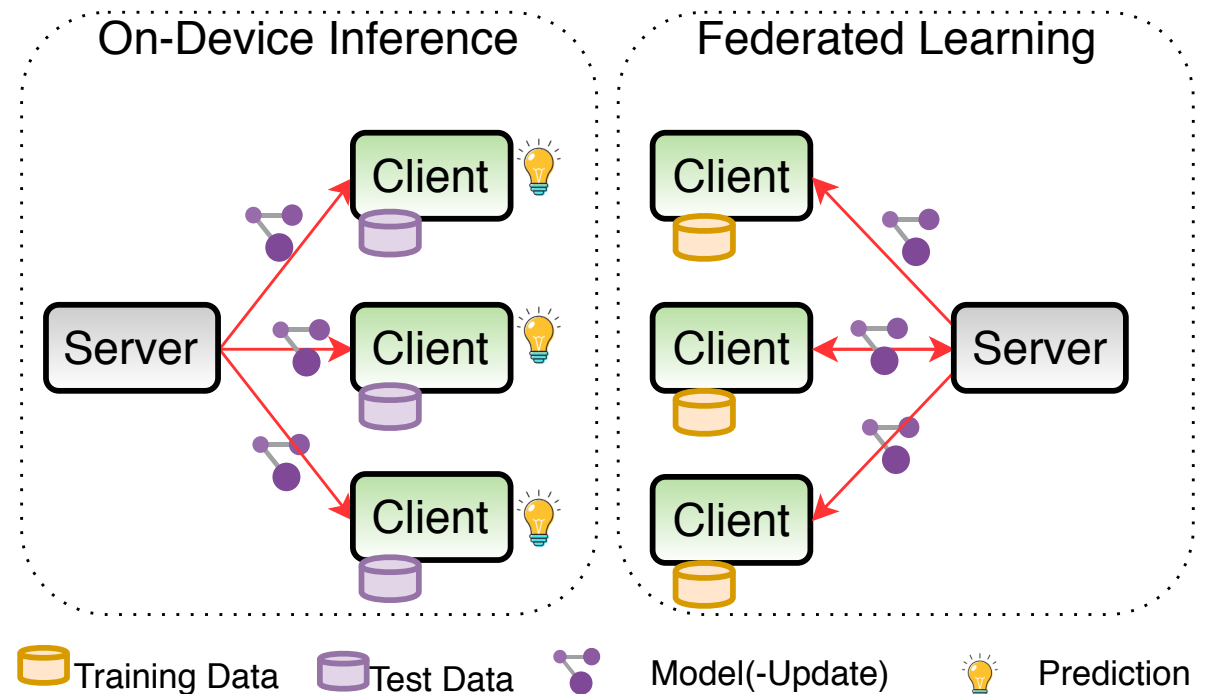 On-Device Inference
Client
Client
Client
Server
Federated Learning
Client
Client
Client
Server
Training Data
Test Data
Model(-Update)
Prediction